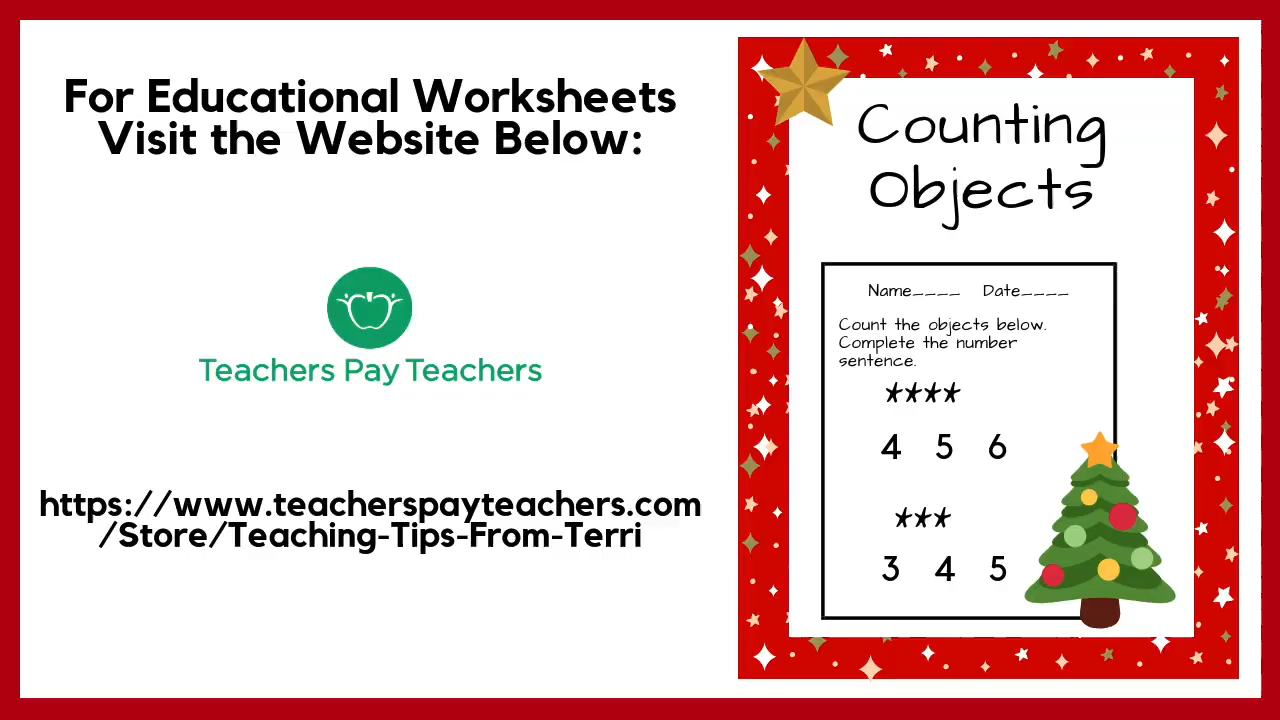 For Educational Worksheets
Visit the Website Below:
Teachers Pay Teachers
https://www.teacherspayteachers.com
/Store/Teaching-Tips-From-Terri
Counting
Objects
Name____ Date____
Count the objects below.
Complete the number
sentence.
****
4 5 6
***
3 4 5